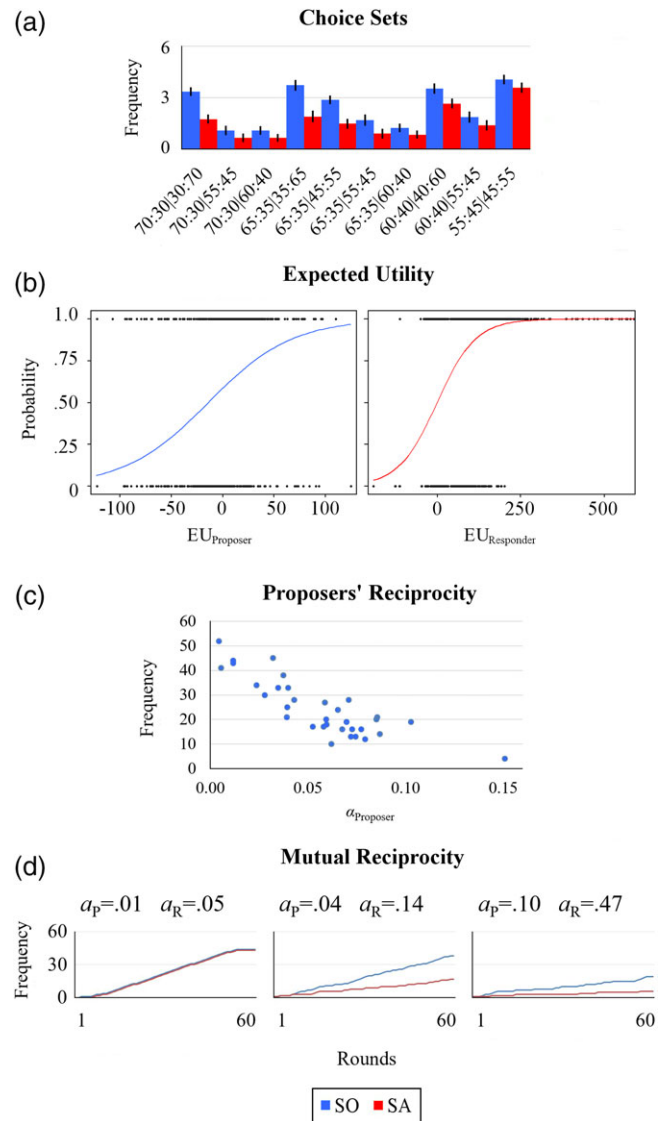 (a)
Choice Sets
Frequency
6
3
0
70:30|30:70
70:30|55:45
70:30|60:40
65:35|35:65
65:35|45:55
65:35|55:45
65:35|60:40
60:40|40:60
60:40|55:45
55:45|45:55
(b)
Expected Utility
Probability
1.0
.75
.50
.25
0
-100 -50 0 50 100
EUProposer
0 250 500
EUResponder
(c)
Proposers' Reciprocity
Frequency
60
50
40
30
20
10
0
0.00 0.05 0.10 0.15
αProposer
(d)
Mutual Reciprocity
aP=.01 aR=.05
aP=.04 aR=.14
aP=.10 aR=.47
Frequency
60
30
0
1 60
1 60
1 60
Rounds
SO SA